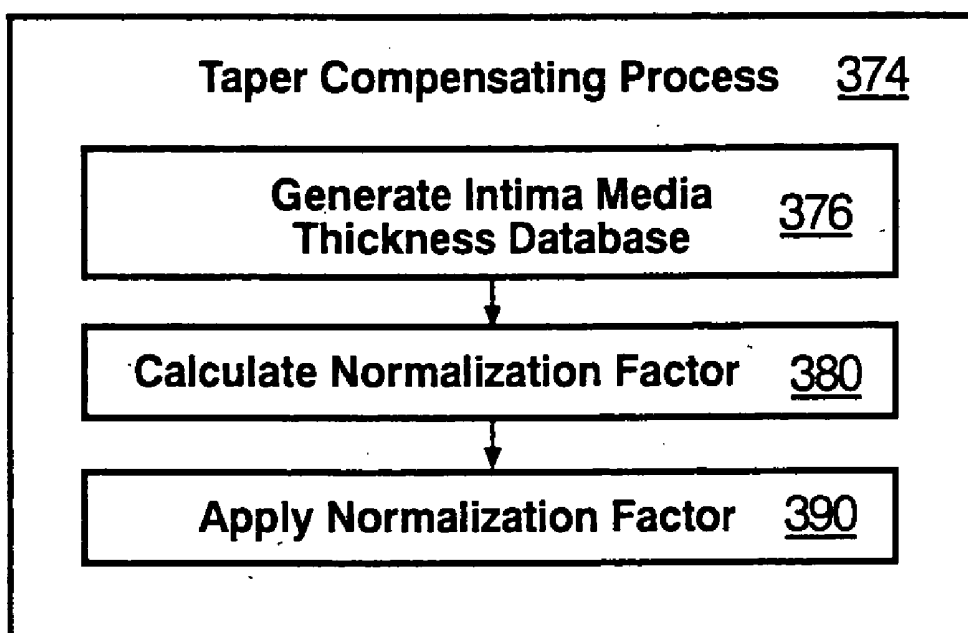 Taper Compensating Process 374
Generate Intima Media
Thickness Database 376
Calculate Normalization Factor 380
Apply Normalization Factor 390